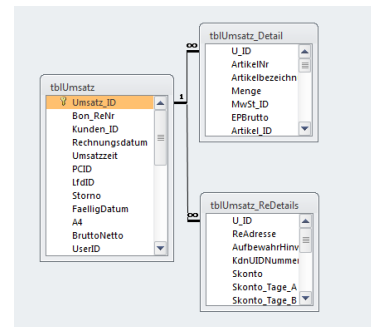 tblUmsatz
Umsatz_ID
Bon_ReNr
Kunden_ID
Rechnungsdatum
Umsatzzeit
PCID
LfdID
Storno
FaelligDatum
A4
BruttoNetto
UserID
1
∞
tblUmsatz_Detail
U_ID
ArtikelNr
Artikelbezeichn
Menge
MwSt_ID
EPBrutto
Artikel_ID
∞
tblUmsatz_ReDetails
U_ID
ReAdresse
AufbewahrHinv
KdnUIDNummer
Skonto
Skonto_Tage_A
Skonto_Tage_B